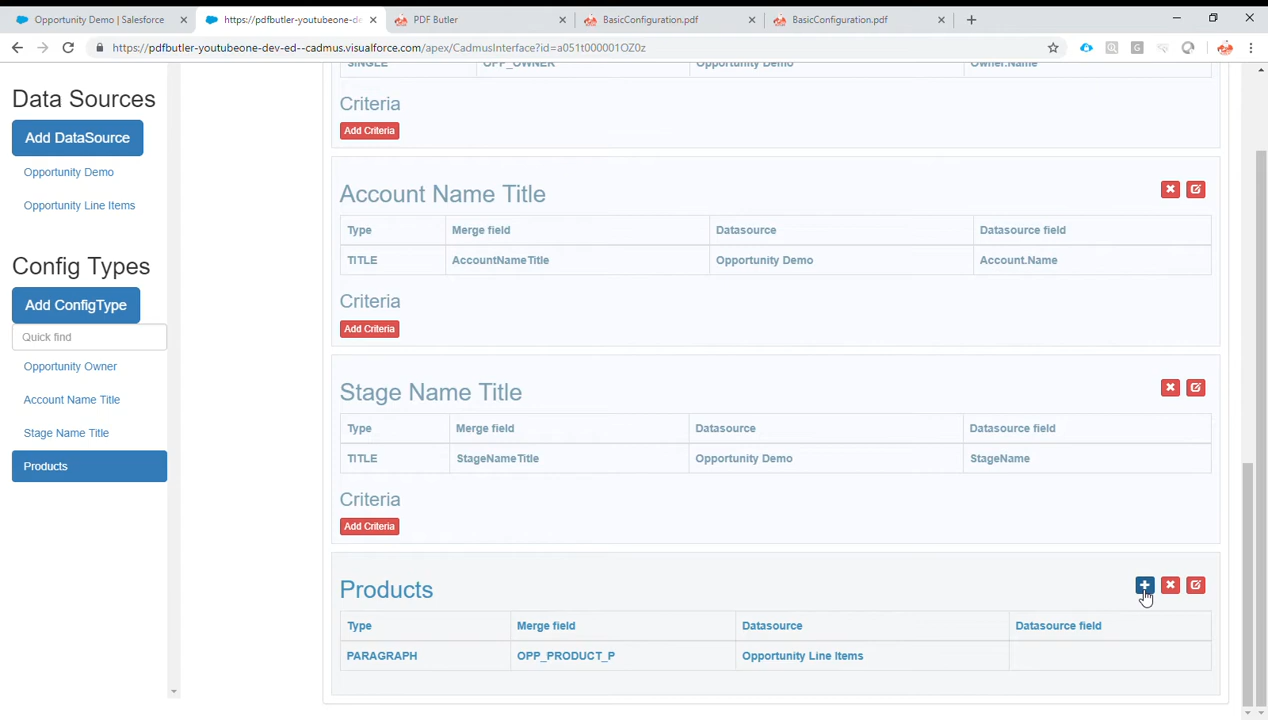 Opportunity Demo | Salesforce
https://pdfbutler-youtubeone-de
PDF Butler
BasicConfiguration.pdf
BasicConfiguration.pdf
https://pdfbutler-youtubeone-dev-ed--cadmus.visualforce.com/apex/CadmusInterface?id=a051t000001OZ0z
Data Sources
Add DataSource
Opportunity Demo
Opportunity Line Items
Config Types
Add ConfigType
Quick find
Opportunity Owner
Account Name Title
Stage Name Title
Products
SINGLE OPP_OWNER Opportunity Demo Owner.Name
Criteria
Add Criteria
Account Name Title
Type Merge field Datasource Datasource field
TITLE AccountNameTitle Opportunity Demo Account.Name
Criteria
Add Criteria
Stage Name Title
Type Merge field Datasource Datasource field
TITLE StageNameTitle Opportunity Demo StageName
Criteria
Add Criteria
Products
Type Merge field Datasource Datasource field
PARAGRAPH OPP_PRODUCT_P Opportunity Line Items